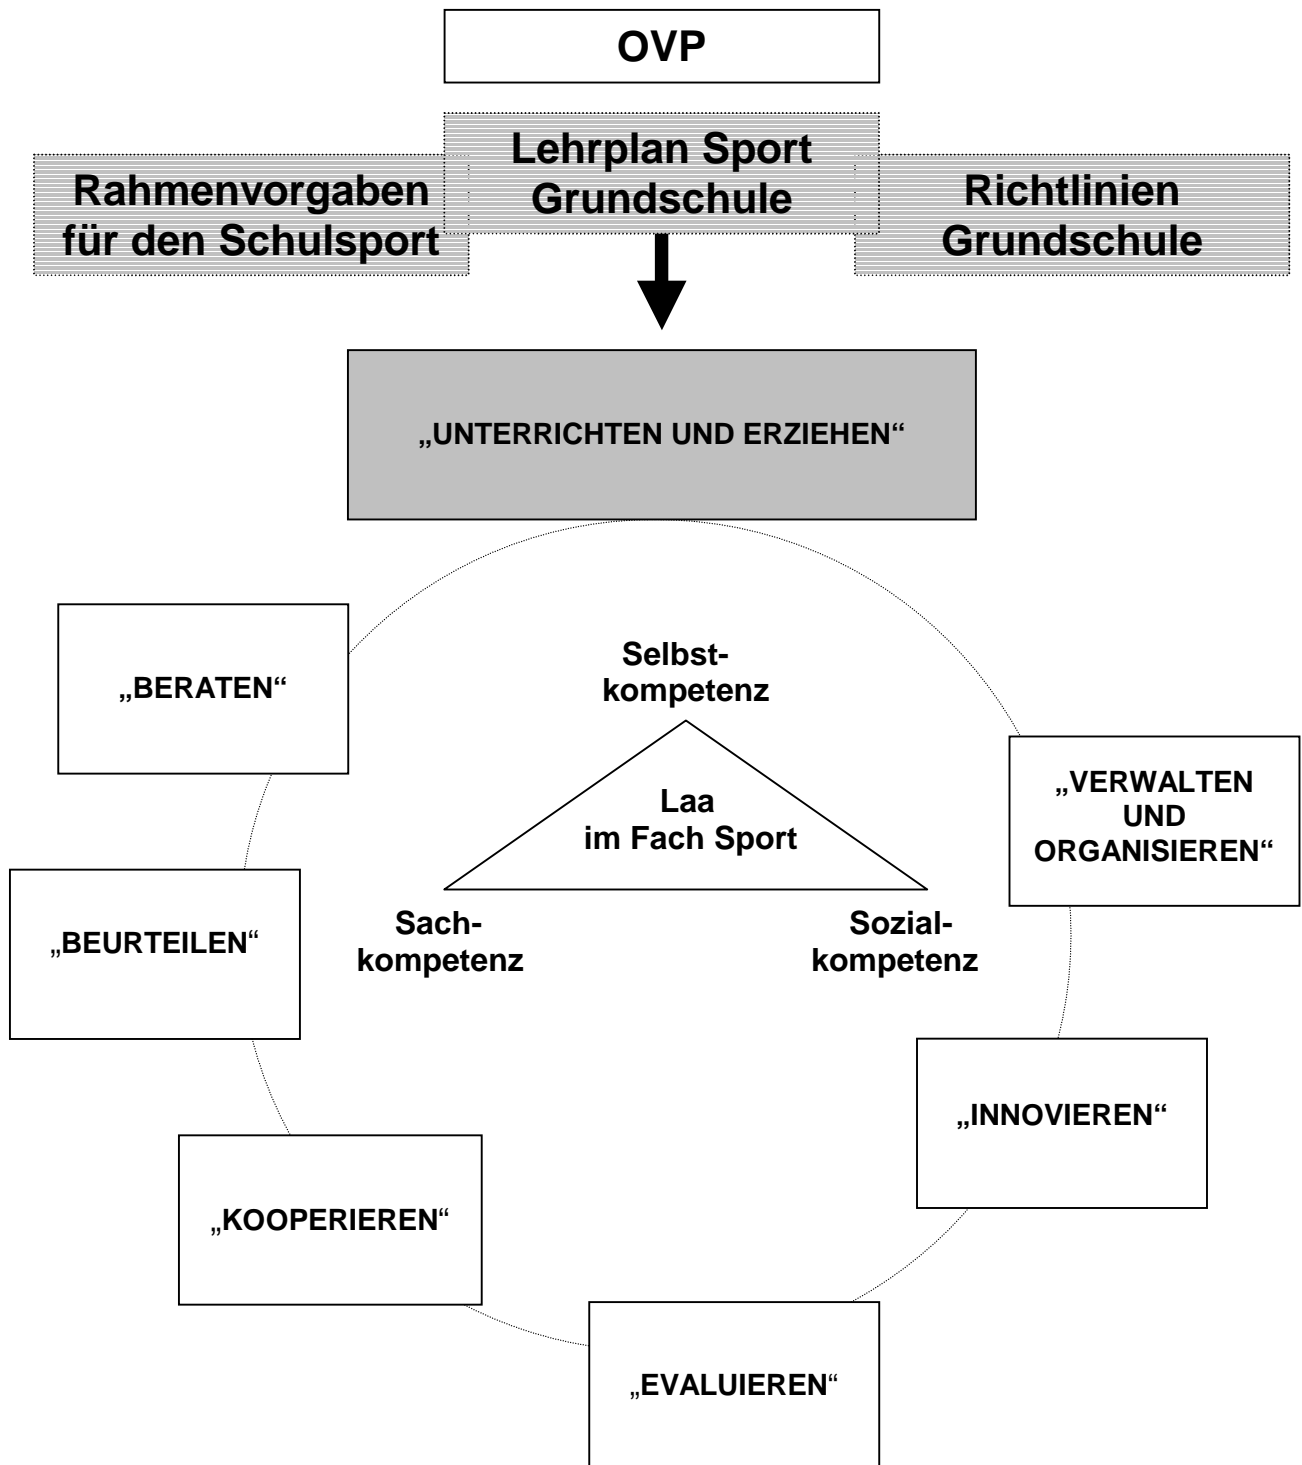 OVP
Lehrplan Sport
Grundschule
Rahmenvorgaben
für den Schulsport
Richtlinien
Grundschule
„UNTERRICHTEN UND ERZIEHEN“
„BERATEN“
Selbst-
kompetenz
„VERWALTEN
UND
ORGANISIEREN“
Laa
im Fach Sport
„BEURTEILEN“
Sach-
kompetenz
Sozial-
kompetenz
„INNOVIEREN“
„KOOPERIEREN“
„EVALUIEREN“